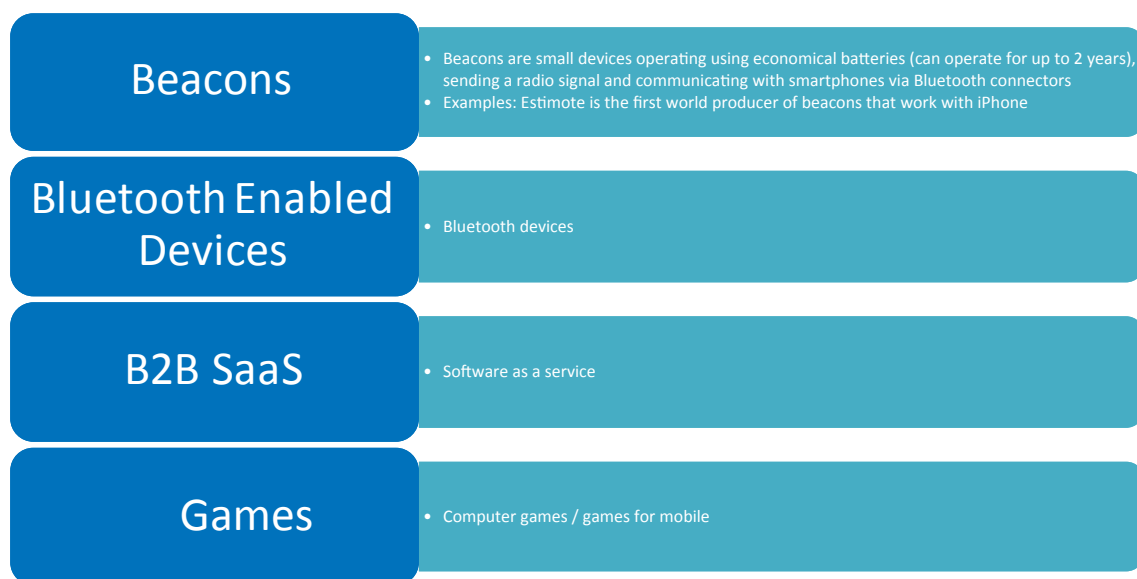 Beacons
• Beacons are small devices operating using economical batteries (can operate for up to 2 years),
sending a radio signal and communicating with smartphones via Bluetooth connectors
• Examples: Estimote is the first world producer of beacons that work with iPhone
Bluetooth Enabled
Devices
• Bluetooth devices
B2B SaaS
• Software as a service
Games
• Computer games / games for mobile